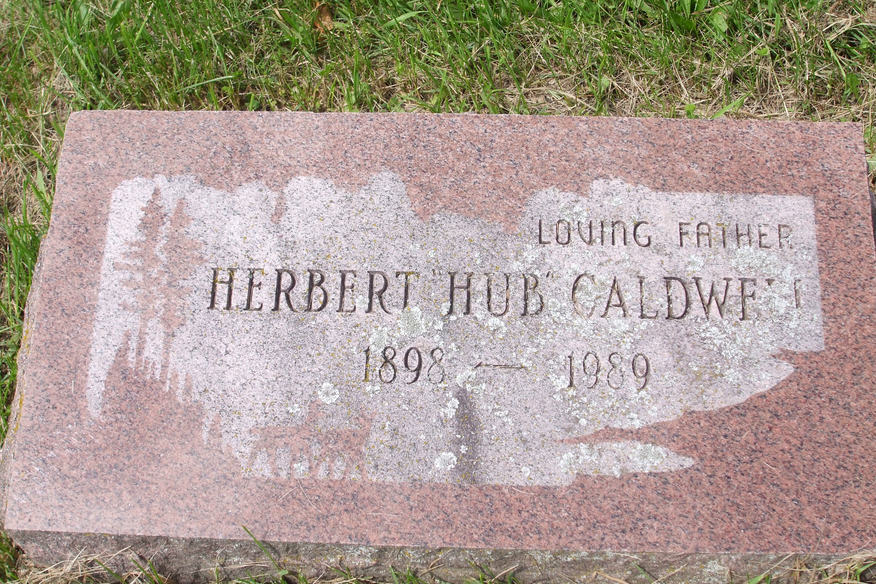 LOVING FATHER
HERBERT "HUB" CALDWELL
1898 — 1989